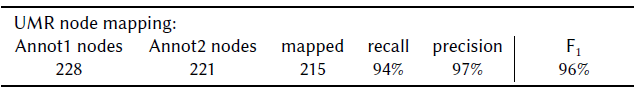 UMR node mapping:
Annot1 nodes Annot2 nodes mapped recall precision F₁
228 221 215 94% 97% 96%